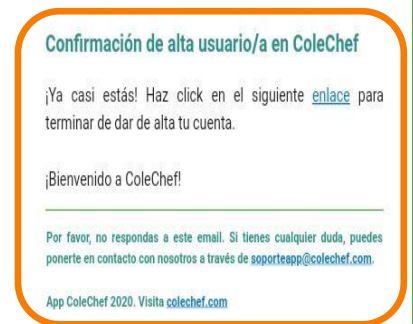 Confirmación de alta usuario/a en ColeChef
¡Ya casi estás! Haz click en el siguiente enlace para
terminar de dar de alta tu cuenta.
¡Bienvenido a ColeChef!
Por favor, no respondas a este email. Si tienes cualquier duda, puedes
ponerte en contacto con nosotros a través de soporteapp@colechef.com.
App ColeChef 2020. Visita colechef.com